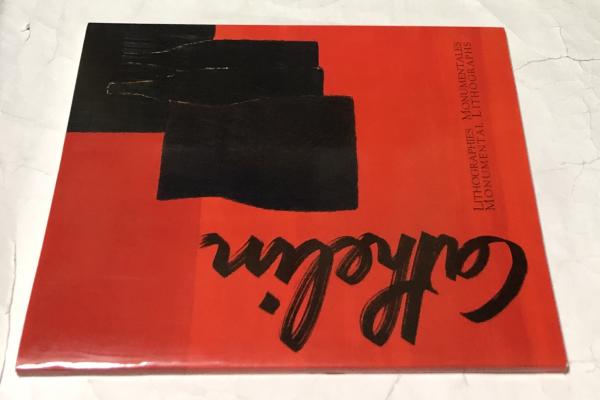 Cathelin
LITHOGRAPHIES MONUMENTALES
MONUMENTAL LITHOGRAPHS